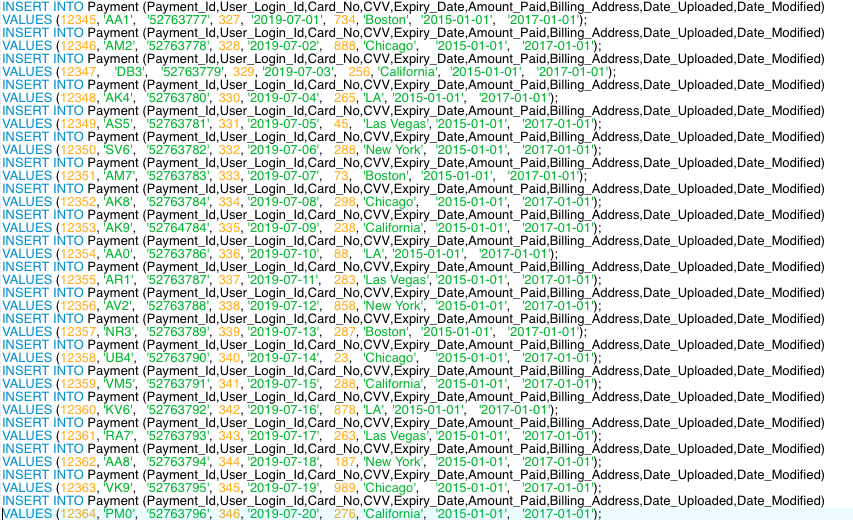 INSERT INTO Payment (Payment_Id,User_Login_Id,Card_No,CVV,Expiry_Date,Amount_Paid,Billing_Address,Date_Uploaded,Date_Modified)
VALUES (12345, 'AA1', '52763777', 327, '2019-07-01', 734, 'Boston', '2015-01-01', '2017-01-01');
INSERT INTO Payment (Payment_Id,User_Login_Id,Card_No,CVV,Expiry_Date,Amount_Paid,Billing_Address,Date_Uploaded,Date_Modified)
VALUES (12346, 'AM2', '52763778', 328, '2019-07-02', 888, 'Chicago', '2015-01-01', '2017-01-01');
INSERT INTO Payment (Payment_Id,User_Login_Id,Card_No,CVV,Expiry_Date,Amount_Paid,Billing_Address,Date_Uploaded,Date_Modified)
VALUES (12347, 'DB3', '52763779', 329, '2019-07-03', 256, 'California', '2015-01-01', '2017-01-01');
INSERT INTO Payment (Payment_Id,User_Login_Id,Card_No,CVV,Expiry_Date,Amount_Paid,Billing_Address,Date_Uploaded,Date_Modified)
VALUES (12348, 'AK4', '52763780', 330, '2019-07-04', 265, 'LA', '2015-01-01', '2017-01-01');
INSERT INTO Payment (Payment_Id,User_Login_Id,Card_No,CVV,Expiry_Date,Amount_Paid,Billing_Address,Date_Uploaded,Date_Modified)
VALUES (12349, 'AS5', '52763781', 331, '2019-07-05', 45, 'Las Vegas', '2015-01-01', '2017-01-01');
INSERT INTO Payment (Payment_Id,User_Login_Id,Card_No,CVV,Expiry_Date,Amount_Paid,Billing_Address,Date_Uploaded,Date_Modified)
VALUES (12350, 'SV6', '52763782', 332, '2019-07-06', 288, 'New York', '2015-01-01', '2017-01-01');
INSERT INTO Payment (Payment_Id,User_Login_Id,Card_No,CVV,Expiry_Date,Amount_Paid,Billing_Address,Date_Uploaded,Date_Modified)
VALUES (12351, 'AM7', '52763783', 333, '2019-07-07', 73, 'Boston', '2015-01-01', '2017-01-01');
INSERT INTO Payment (Payment_Id,User_Login_Id,Card_No,CVV,Expiry_Date,Amount_Paid,Billing_Address,Date_Uploaded,Date_Modified)
VALUES (12352, 'AK8', '52763784', 334, '2019-07-08', 298, 'Chicago', '2015-01-01', '2017-01-01');
INSERT INTO Payment (Payment_Id,User_Login_Id,Card_No,CVV,Expiry_Date,Amount_Paid,Billing_Address,Date_Uploaded,Date_Modified)
VALUES (12353, 'AK9', '52764784', 335, '2019-07-09', 238, 'California', '2015-01-01', '2017-01-01');
INSERT INTO Payment (Payment_Id,User_Login_Id,Card_No,CVV,Expiry_Date,Amount_Paid,Billing_Address,Date_Uploaded,Date_Modified)
VALUES (12354, 'AA0', '52763786', 336, '2019-07-10', 88, 'LA', '2015-01-01', '2017-01-01');
INSERT INTO Payment (Payment_Id,User_Login_Id,Card_No,CVV,Expiry_Date,Amount_Paid,Billing_Address,Date_Uploaded,Date_Modified)
VALUES (12355, 'AR1', '52763787', 337, '2019-07-11', 283, 'Las Vegas', '2015-01-01', '2017-01-01');
INSERT INTO Payment (Payment_Id,User_Login_Id,Card_No,CVV,Expiry_Date,Amount_Paid,Billing_Address,Date_Uploaded,Date_Modified)
VALUES (12356, 'AV2', '52763788', 338, '2019-07-12', 858, 'New York', '2015-01-01', '2017-01-01');
INSERT INTO Payment (Payment_Id,User_Login_Id,Card_No,CVV,Expiry_Date,Amount_Paid,Billing_Address,Date_Uploaded,Date_Modified)
VALUES (12357, 'NR3', '52763789', 339, '2019-07-13', 287, 'Boston', '2015-01-01', '2017-01-01');
INSERT INTO Payment (Payment_Id,User_Login_Id,Card_No,CVV,Expiry_Date,Amount_Paid,Billing_Address,Date_Uploaded,Date_Modified)
VALUES (12358, 'UB4', '52763790', 340, '2019-07-14', 23, 'Chicago', '2015-01-01', '2017-01-01');
INSERT INTO Payment (Payment_Id,User_Login_Id,Card_No,CVV,Expiry_Date,Amount_Paid,Billing_Address,Date_Uploaded,Date_Modified)
VALUES (12359, 'VM5', '52763791', 341, '2019-07-15', 288, 'California', '2015-01-01', '2017-01-01');
INSERT INTO Payment (Payment_Id,User_Login_Id,Card_No,CVV,Expiry_Date,Amount_Paid,Billing_Address,Date_Uploaded,Date_Modified)
VALUES (12360, 'KV6', '52763792', 342, '2019-07-16', 878, 'LA', '2015-01-01', '2017-01-01');
INSERT INTO Payment (Payment_Id,User_Login_Id,Card_No,CVV,Expiry_Date,Amount_Paid,Billing_Address,Date_Uploaded,Date_Modified)
VALUES (12361, 'RA7', '52763793', 343, '2019-07-17', 263, 'Las Vegas', '2015-01-01', '2017-01-01');
INSERT INTO Payment (Payment_Id,User_Login_Id,Card_No,CVV,Expiry_Date,Amount_Paid,Billing_Address,Date_Uploaded,Date_Modified)
VALUES (12362, 'AA8', '52763794', 344, '2019-07-18', 187, 'New York', '2015-01-01', '2017-01-01');
INSERT INTO Payment (Payment_Id,User_Login_Id,Card_No,CVV,Expiry_Date,Amount_Paid,Billing_Address,Date_Uploaded,Date_Modified)
VALUES (12363, 'VK9', '52763795', 345, '2019-07-19', 989, 'Chicago', '2015-01-01', '2017-01-01');
INSERT INTO Payment (Payment_Id,User_Login_Id,Card_No,CVV,Expiry_Date,Amount_Paid,Billing_Address,Date_Uploaded,Date_Modified)
VALUES (12364, 'PM0', '52763796', 346, '2019-07-20', 276, 'California', '2015-01-01', '2017-01-01');